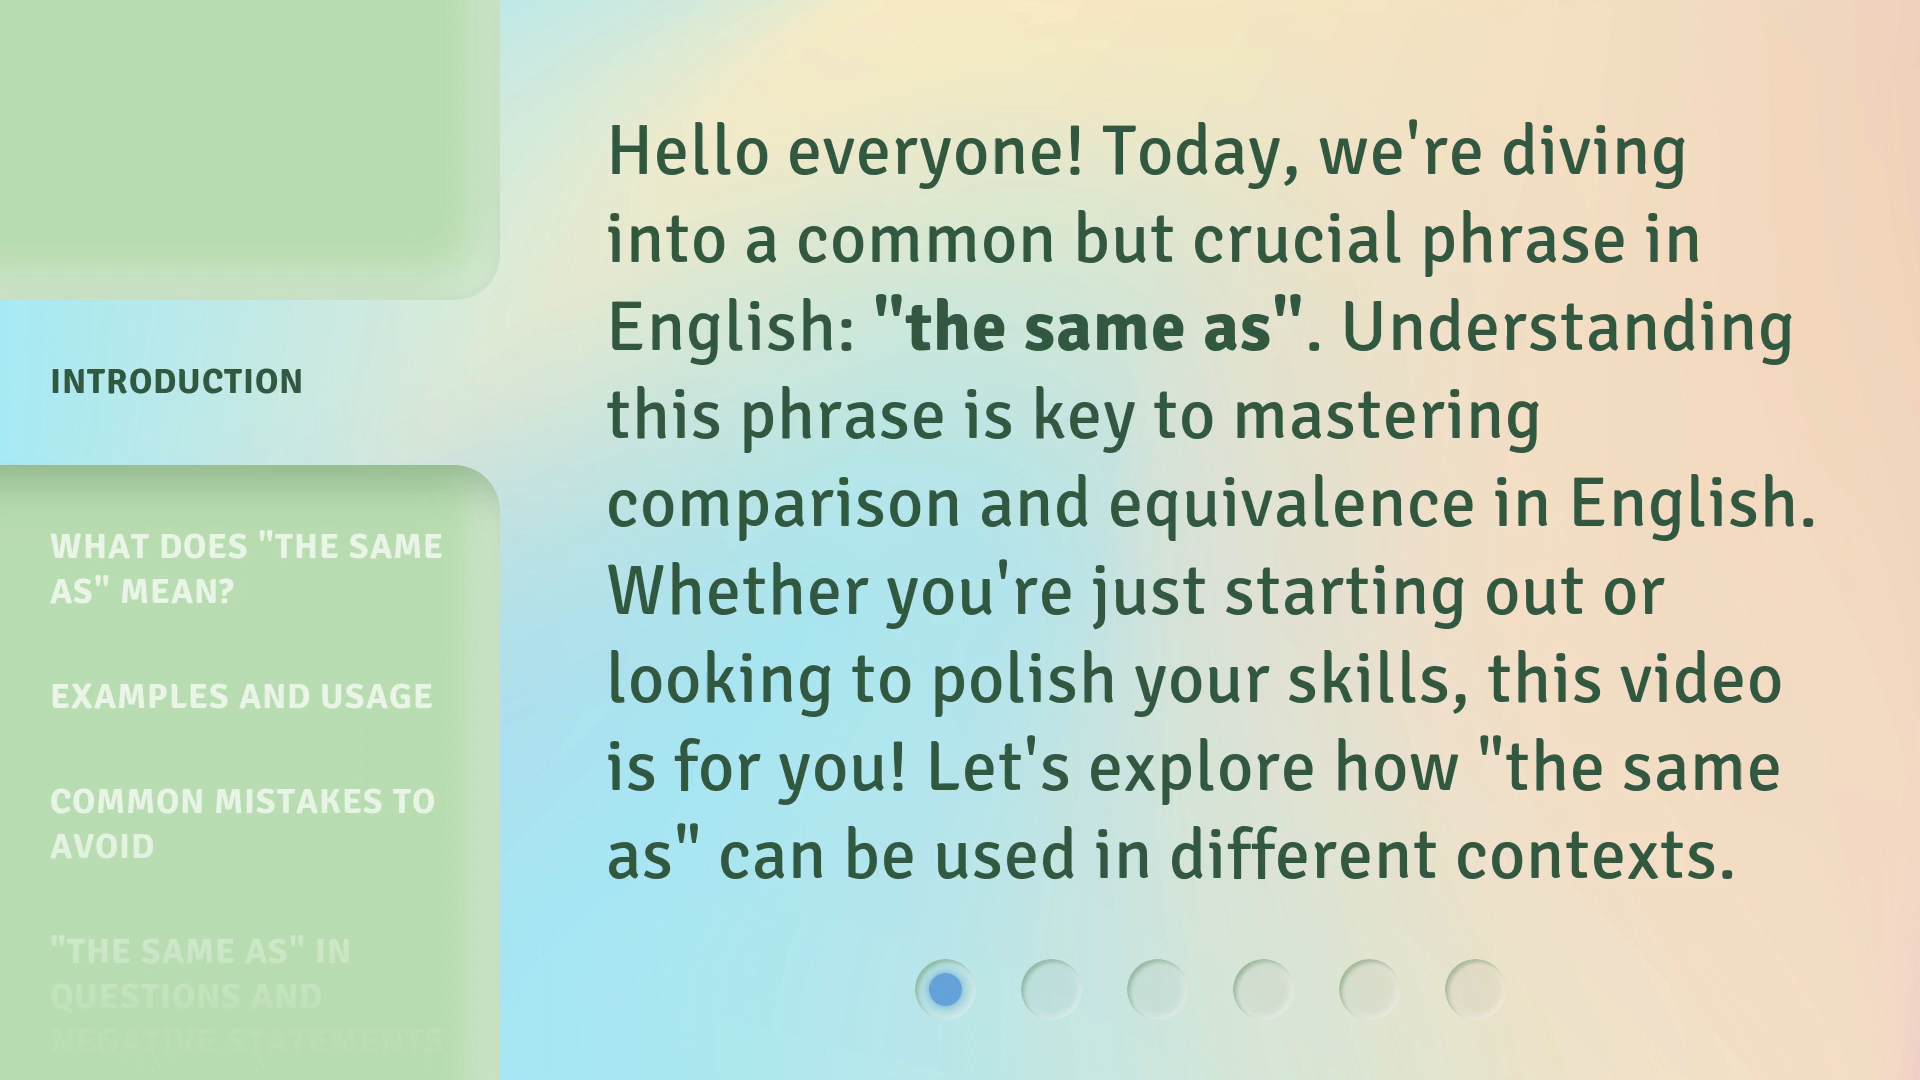 INTRODUCTION
WHAT DOES "THE SAME
AS" MEAN?
EXAMPLES AND USAGE
COMMON MISTAKES TO
AVOID
"THE SAME AS" IN
QUESTIONS AND
NEGATIVE STATEMENTS
Hello everyone! Today, we're diving
into a common but crucial phrase in
English: "the same as". Understanding
this phrase is key to mastering
comparison and equivalence in English.
Whether you're just starting out or
looking to polish your skills, this video
is for you! Let's explore how "the same
as" can be used in different contexts.